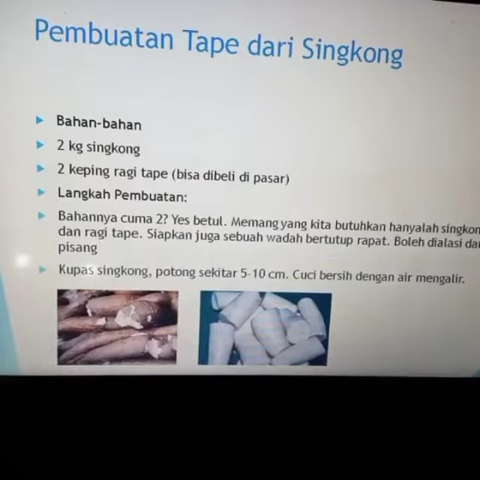 Pembuatan Tape dari Singkong
Bahan-bahan
2 kg singkong
2 keping ragi tape (bisa dibeli di pasar)
Langkah Pembuatan:
Bahannya cuma 2? Yes betul. Memang yang kita butuhkan hanyalah singkon
dan ragi tape. Siapkan juga sebuah wadah bertutup rapat. Boleh dialasi da
pisang
Kupas singkong, potong sekitar 5-10 cm. Cuci bersih dengan air mengalir.